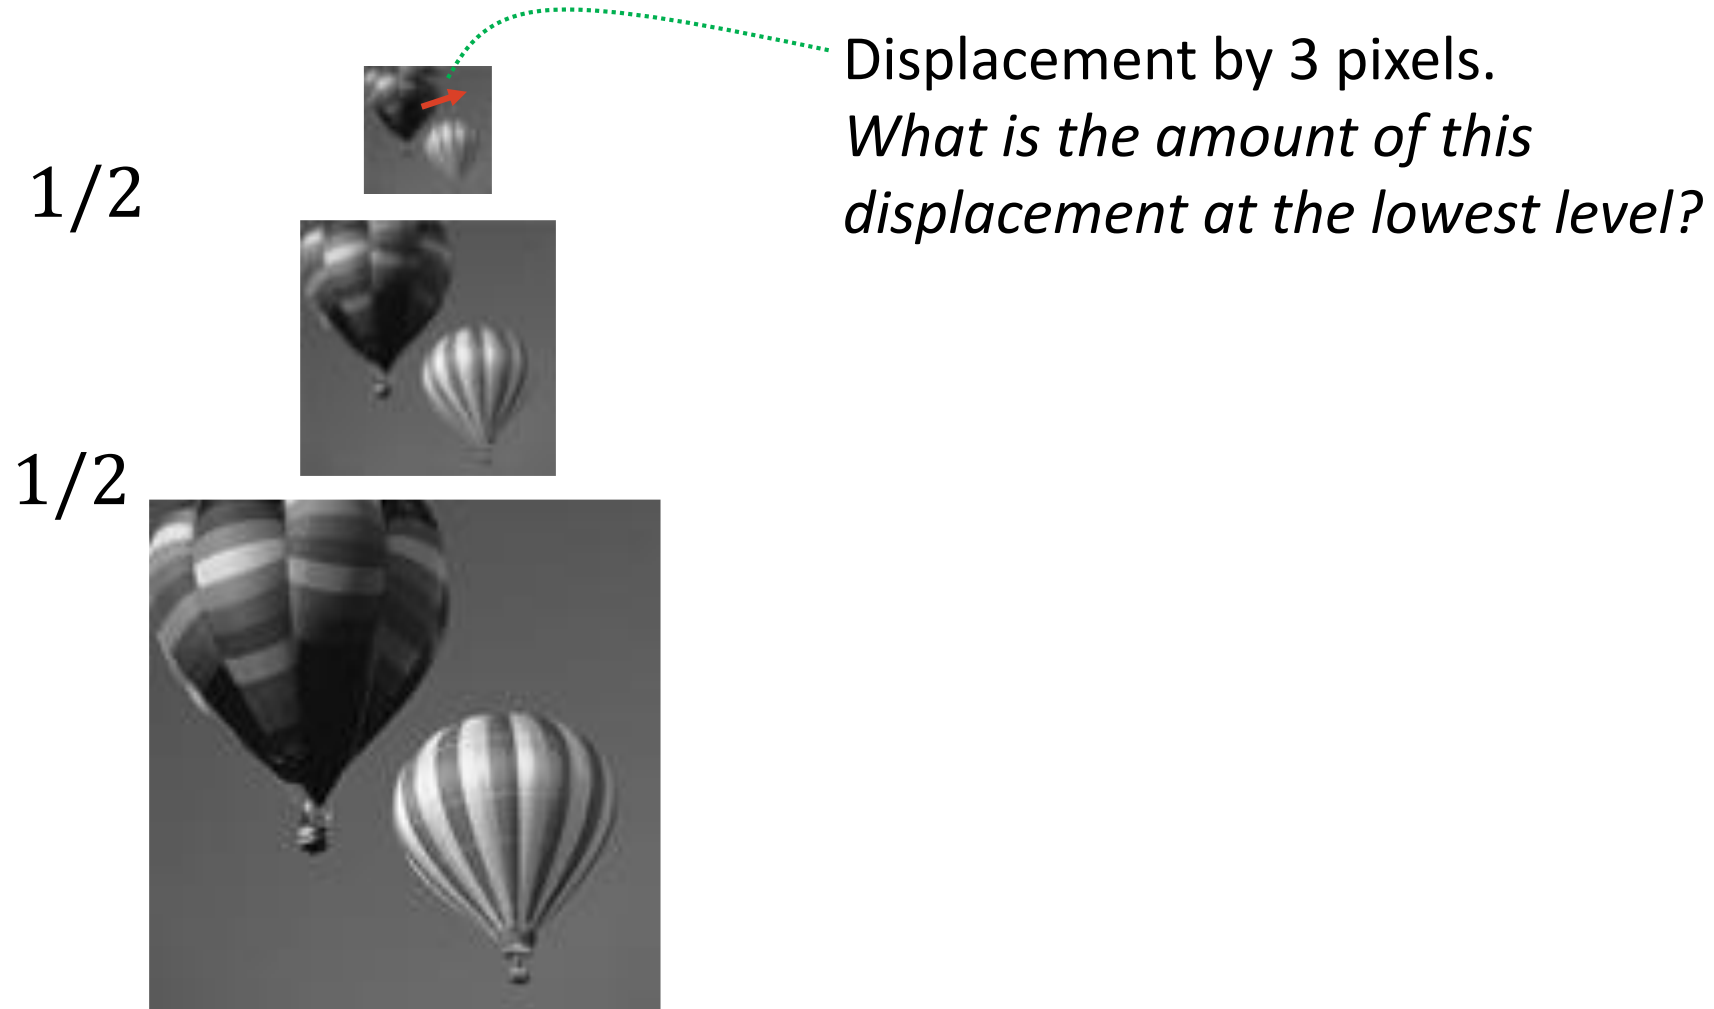 Displacement by 3 pixels.
What is the amount of this
displacement at the lowest level?
1/2
1/2